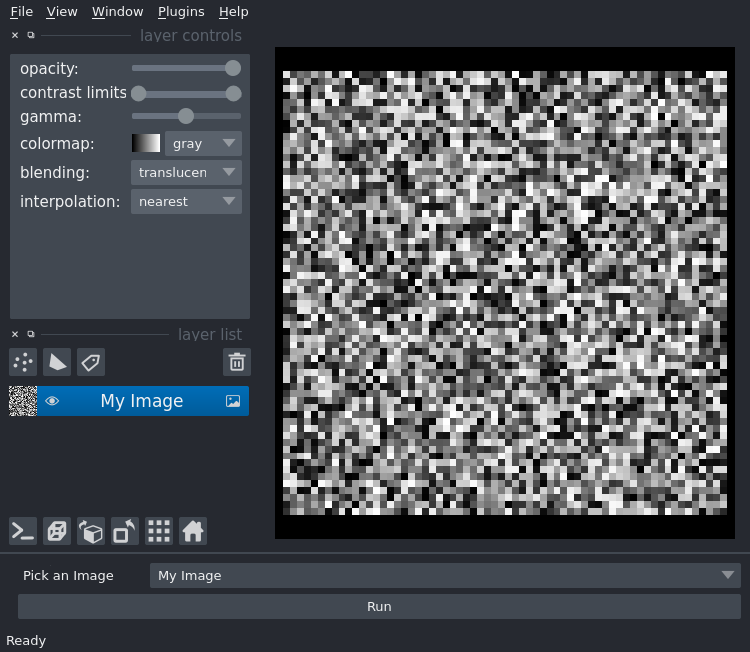 File View Window Plugins Help
layer controls
opacity:
contrast limits
gamma:
colormap: gray
blending: translucen
interpolation: nearest
layer list
My Image
Pick an Image My Image
Run
Ready